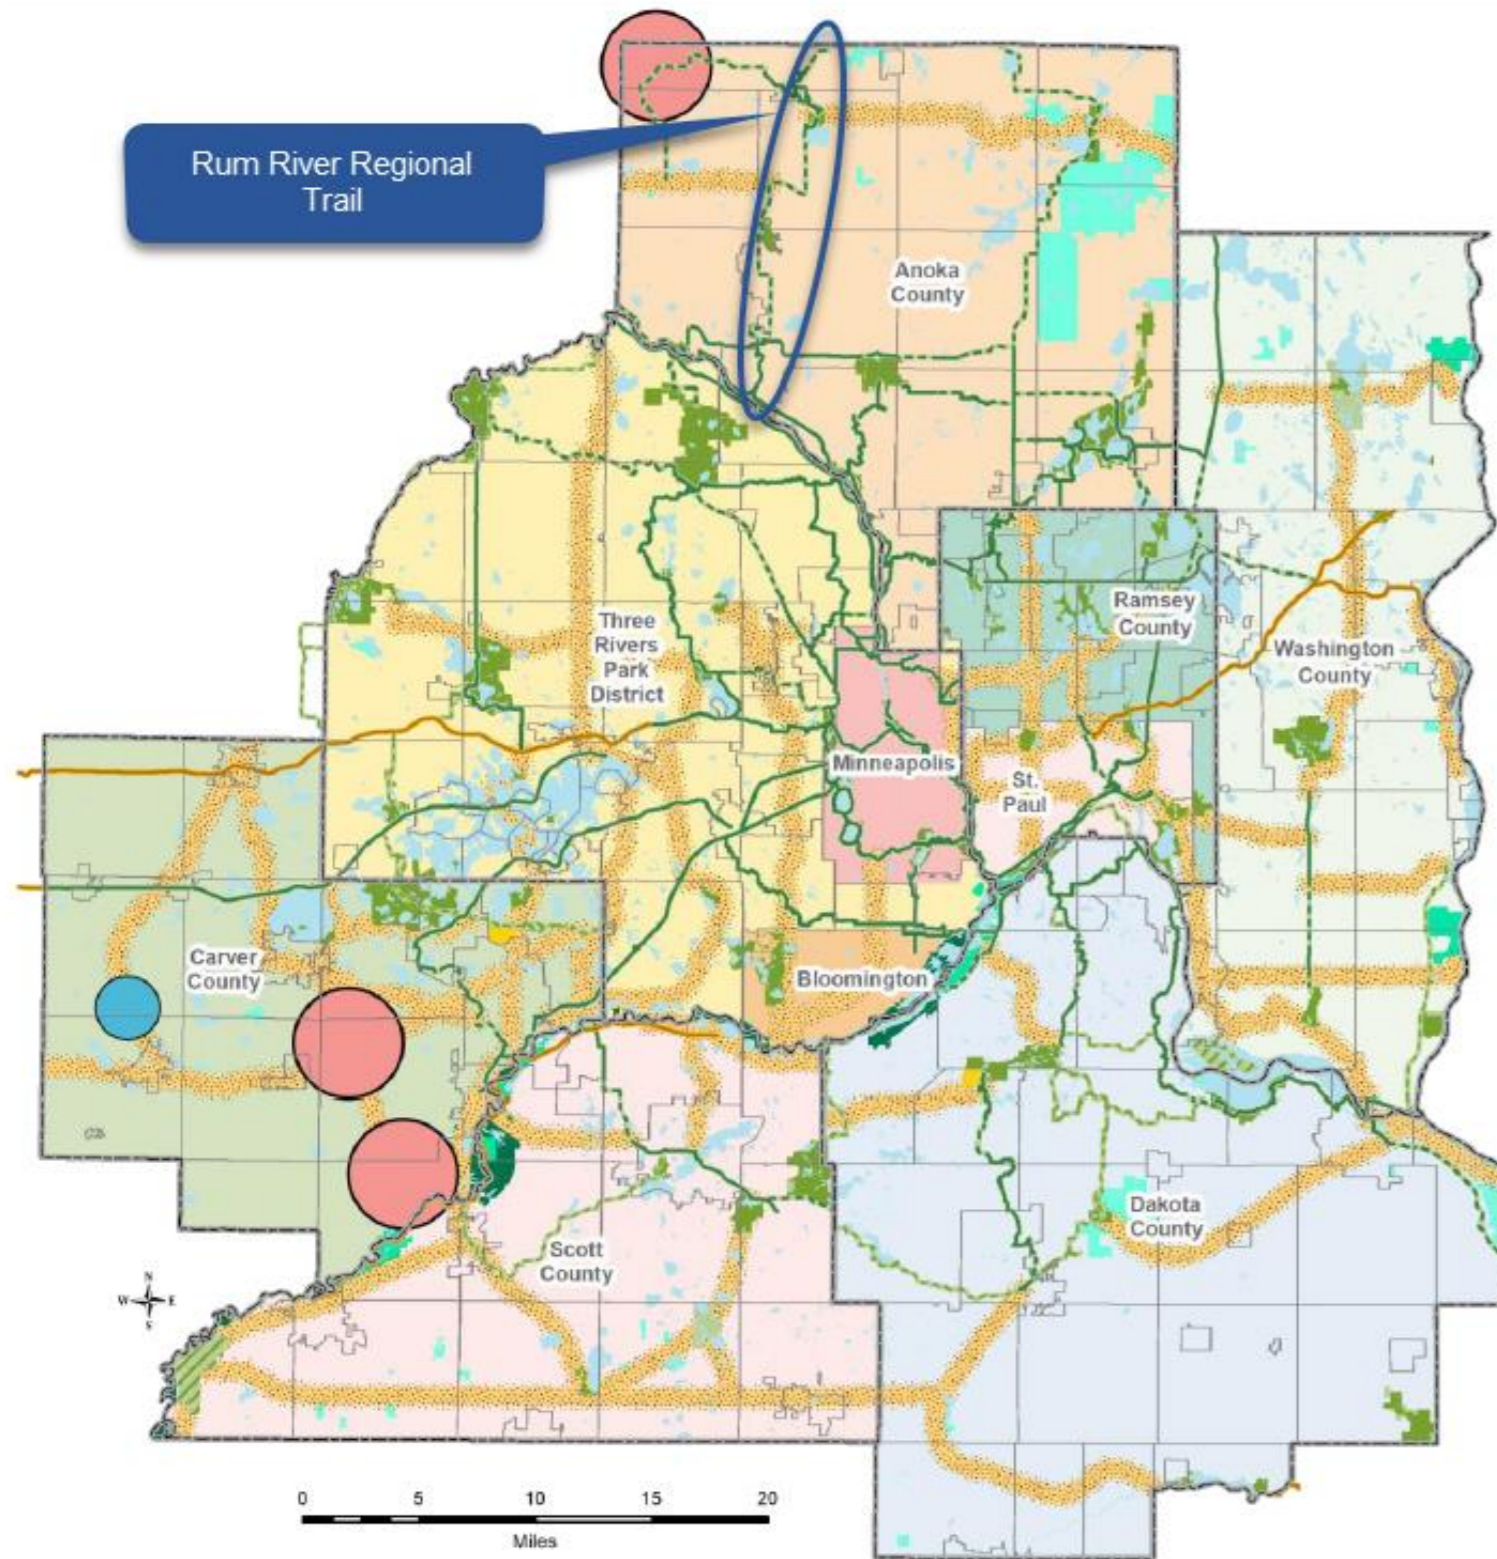 Rum River Regional
Trail
Anoka
County
Three
Rivers
Park
District
Ramsey
County
Washington
County
Minneapolis
St.
Paul
Carver
County
Bloomington
Dakota
County
Scott
County
N
W E
S
0 5 10 15 20
Miles